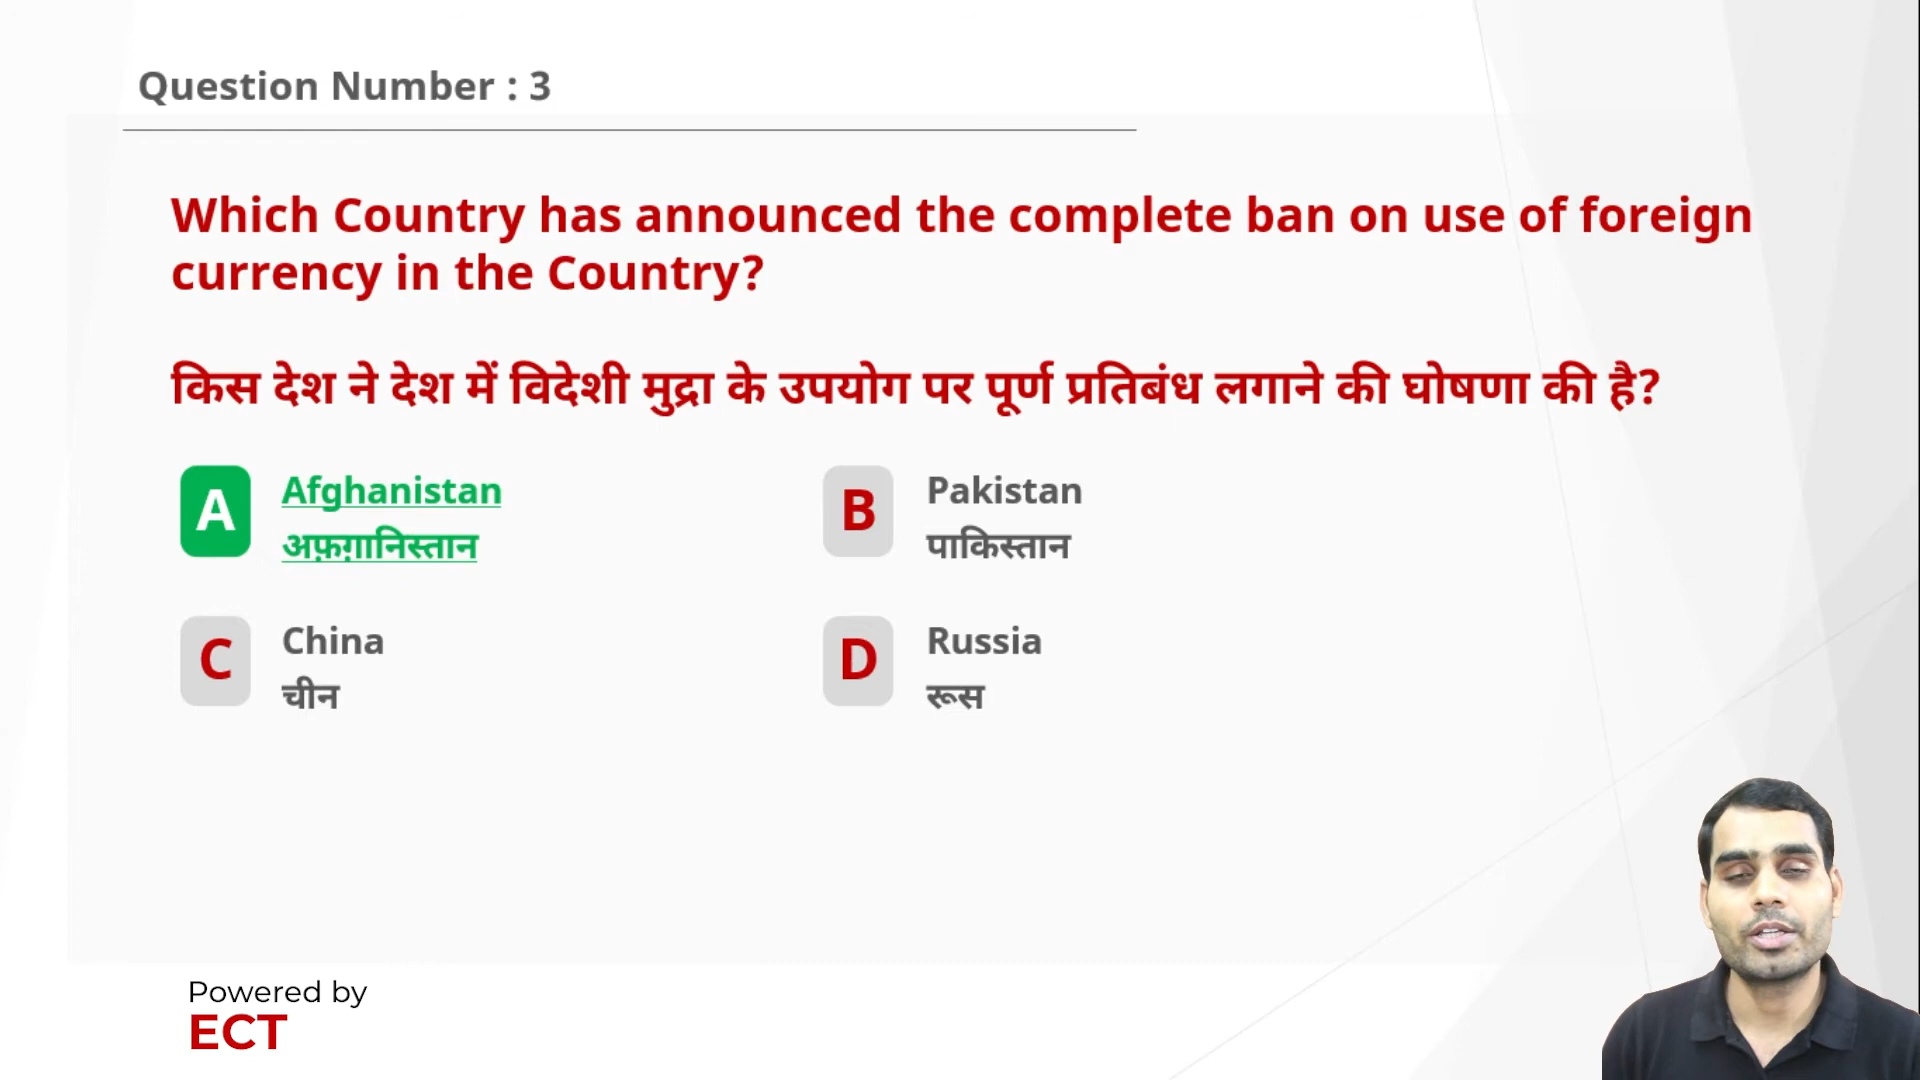 Question Number : 3
Which Country has announced the complete ban on use of foreign
currency in the Country?
किस देश ने देश में विदेशी मुद्रा के उपयोग पर पूर्ण प्रतिबंध लगाने की घोषणा की है?
A Afghanistan
अफ़ग़ानिस्तान
B Pakistan
पाकिस्तान
C China
चीन
D Russia
रूस
Powered by
ECT